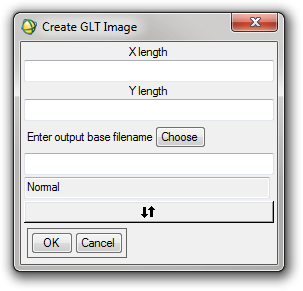 Create GLT Image
X length
Y length
Enter output base filename Choose
Normal
OK Cancel